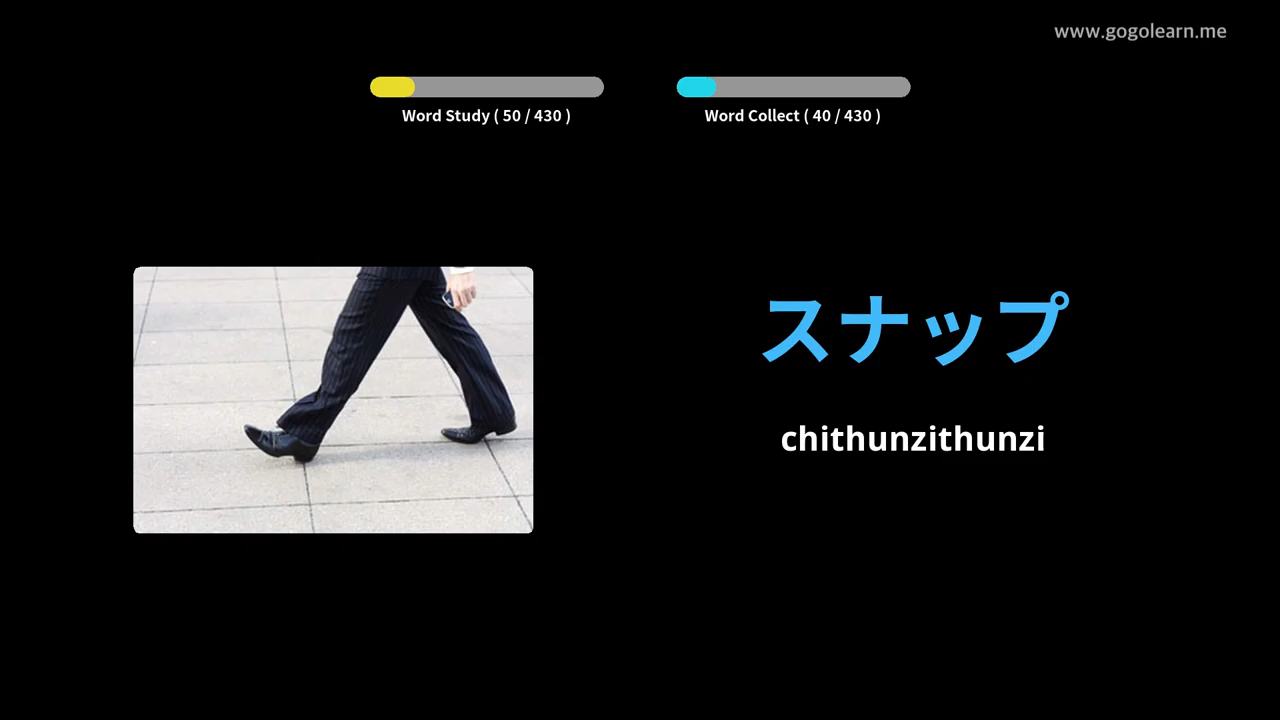 www.gogolearn.me
Word Study ( 50 / 430 )
Word Collect ( 40 / 430 )
スナップ
chithunzithunzi